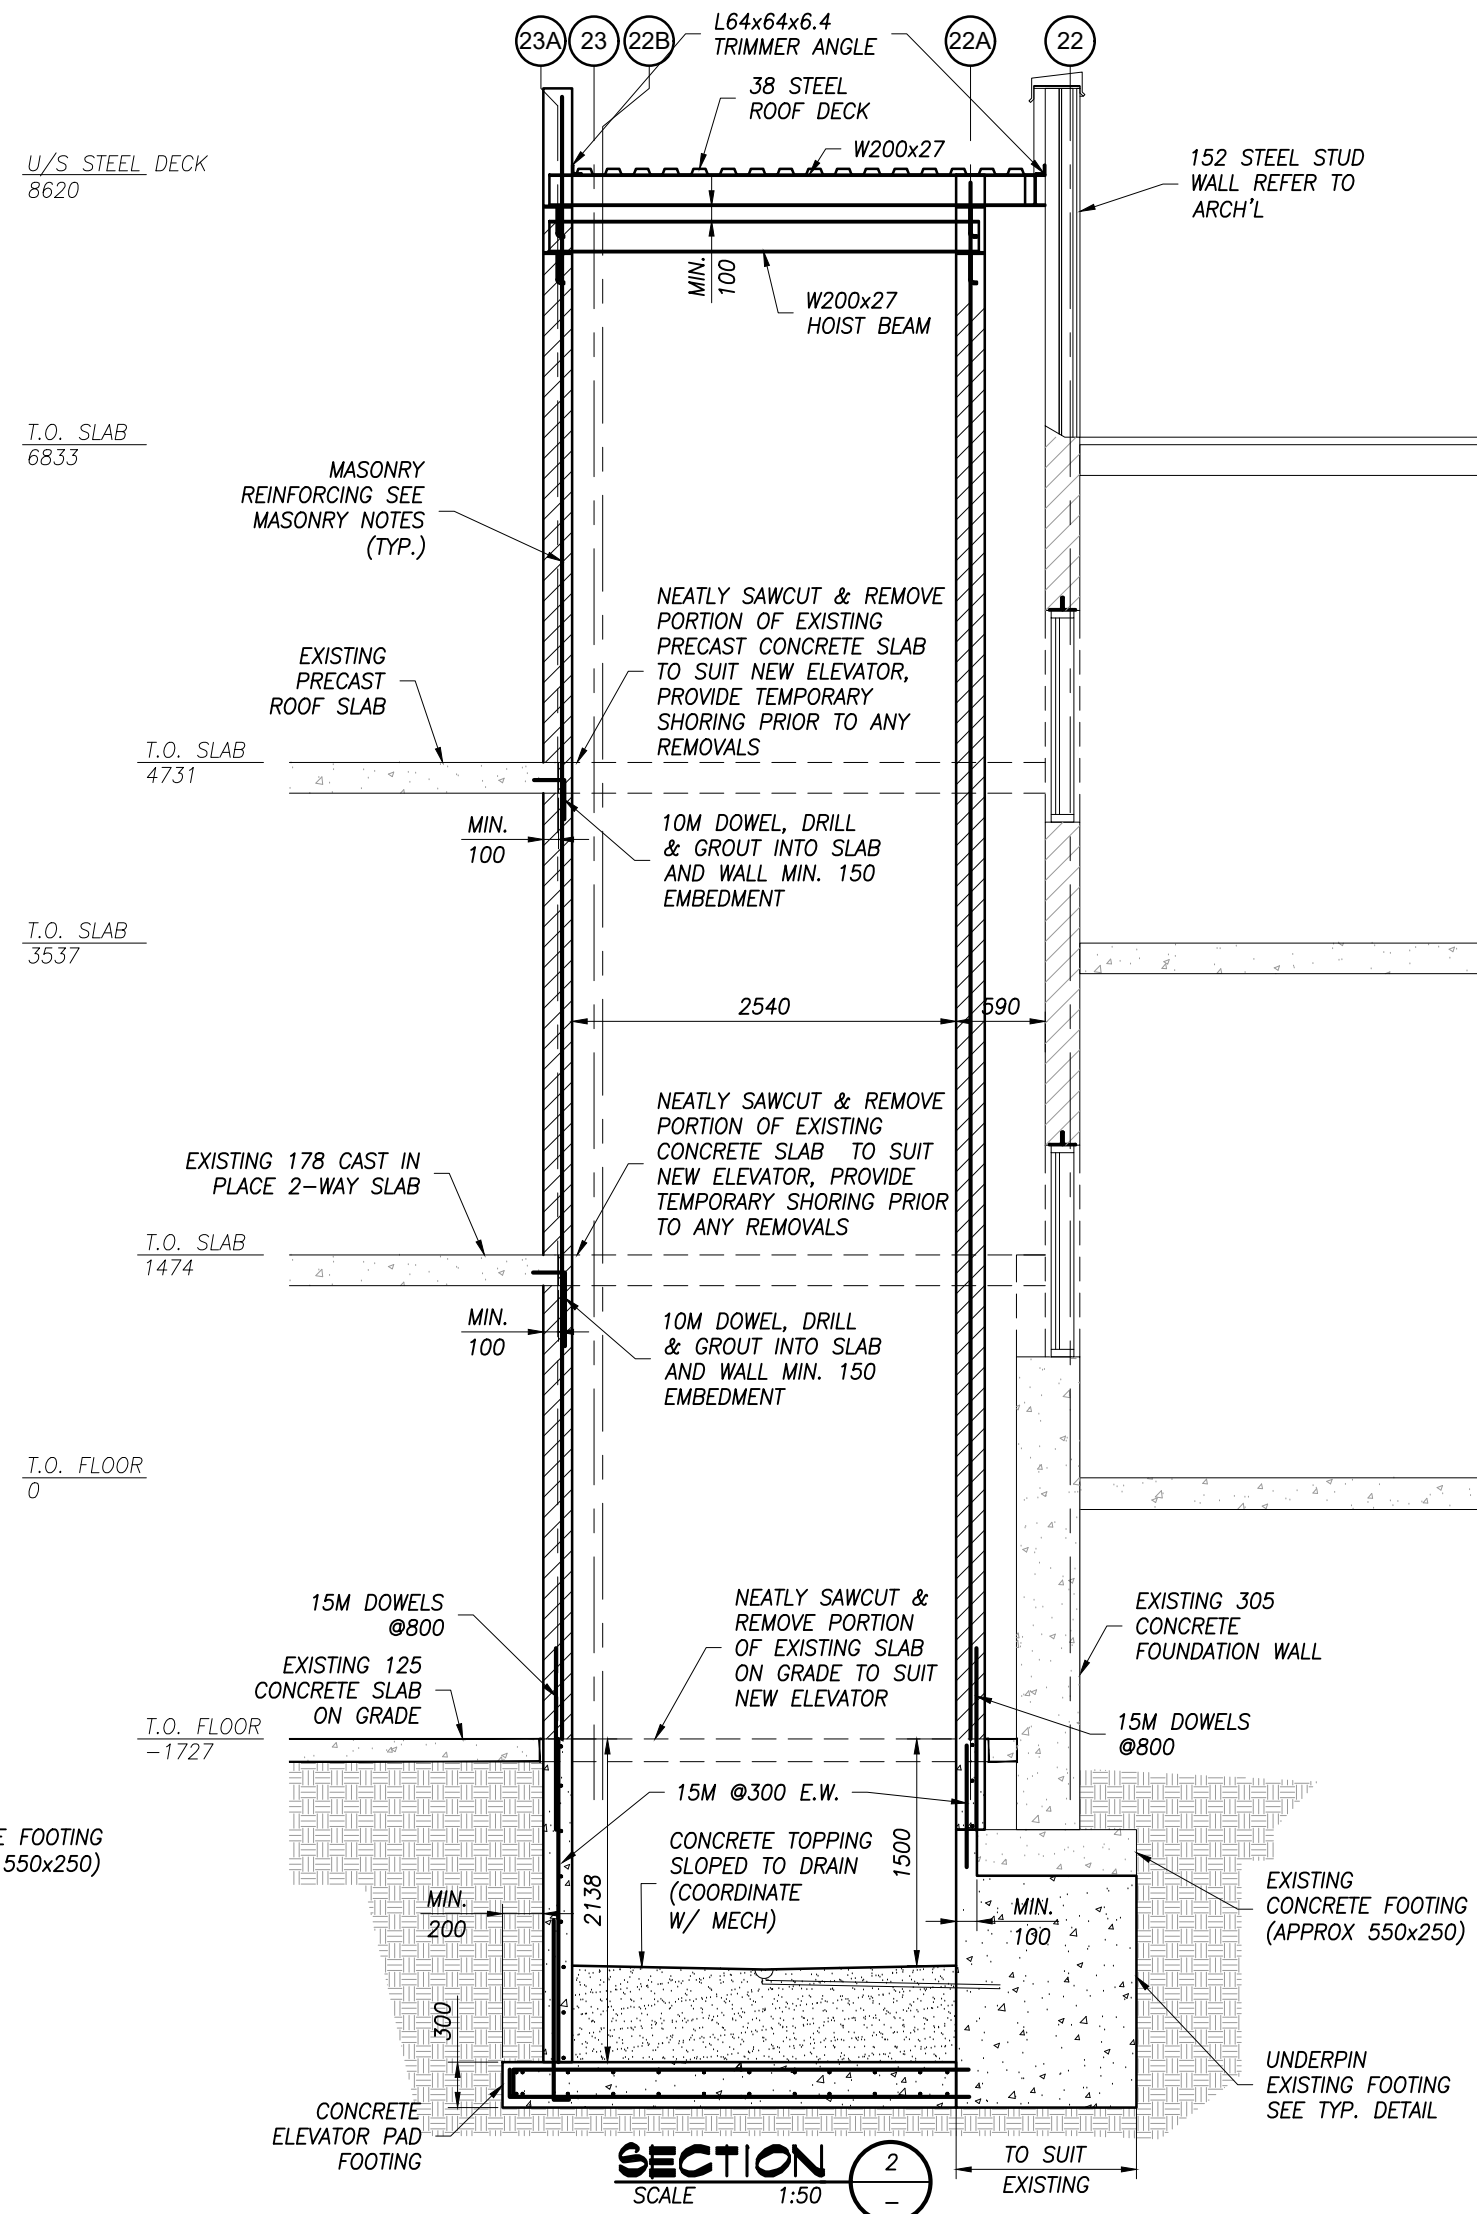 23A
23
22B
22A
22
L64x64x6.4
TRIMMER ANGLE
38 STEEL
ROOF DECK
W200x27
U/S STEEL DECK
8620
152 STEEL STUD
WALL REFER TO
ARCH'L
MIN.
100
W200x27
HOIST BEAM
T.O. SLAB
6833
MASONRY
REINFORCING SEE
MASONRY NOTES
(TYP.)
NEATLY SAWCUT & REMOVE
PORTION OF EXISTING
PRECAST CONCRETE SLAB
TO SUIT NEW ELEVATOR,
PROVIDE TEMPORARY
SHORING PRIOR TO ANY
REMOVALS
EXISTING
PRECAST
ROOF SLAB
T.O. SLAB
4731
MIN.
100
10M DOWEL, DRILL
& GROUT INTO SLAB
AND WALL MIN. 150
EMBEDMENT
T.O. SLAB
3537
2540
590
NEATLY SAWCUT & REMOVE
PORTION OF EXISTING
CONCRETE SLAB TO SUIT
NEW ELEVATOR, PROVIDE
TEMPORARY SHORING PRIOR
TO ANY REMOVALS
EXISTING 178 CAST IN
PLACE 2-WAY SLAB
T.O. SLAB
1474
MIN.
100
10M DOWEL, DRILL
& GROUT INTO SLAB
AND WALL MIN. 150
EMBEDMENT
T.O. FLOOR
0
15M DOWELS
@800
EXISTING 125
CONCRETE SLAB
ON GRADE
NEATLY SAWCUT &
REMOVE PORTION
OF EXISTING SLAB
ON GRADE TO SUIT
NEW ELEVATOR
EXISTING 305
CONCRETE
FOUNDATION WALL
T.O. FLOOR
-1727
15M DOWELS
@800
15M @300 E.W.
E FOOTING
550x250)
CONCRETE TOPPING
SLOPED TO DRAIN
(COORDINATE
W/ MECH)
2138
1500
MIN.
200
MIN.
100
EXISTING
CONCRETE FOOTING
(APPROX 550x250)
300
UNDERPIN
EXISTING FOOTING
SEE TYP. DETAIL
CONCRETE
ELEVATOR PAD
FOOTING
TO SUIT
EXISTING
SECTION
SCALE 1:50
2
-